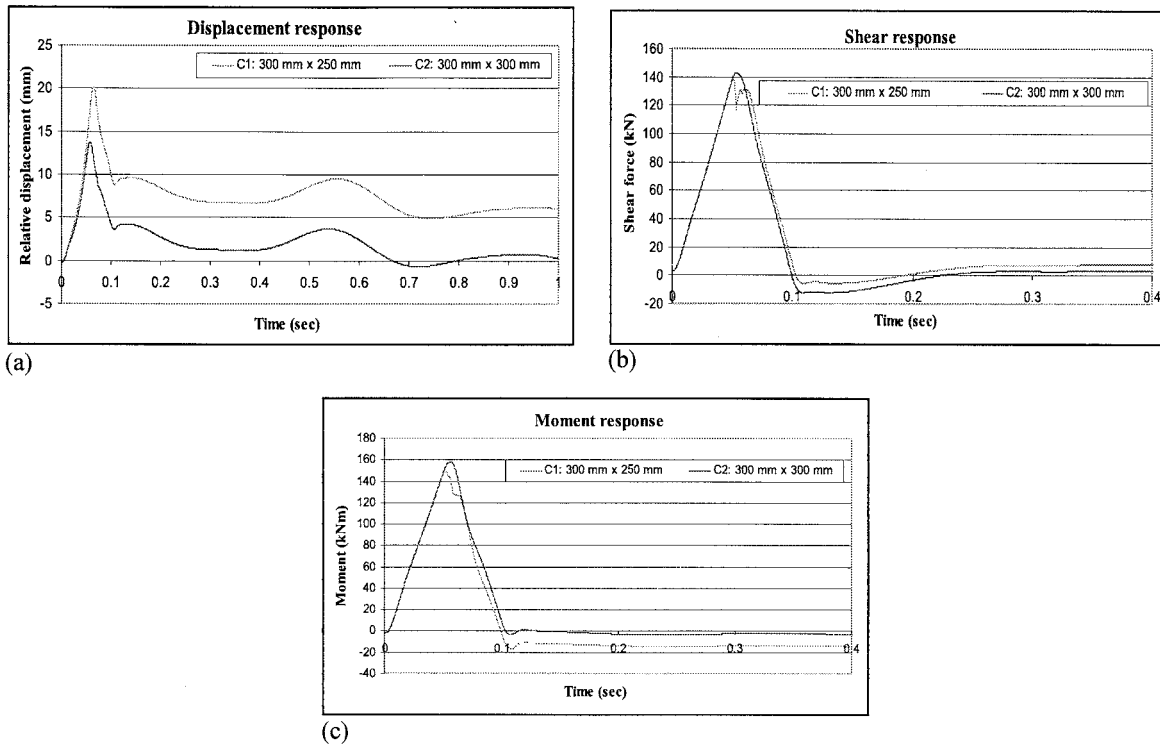 Displacement response
C1: 300 mm x 250 mm
C2: 300 mm x 300 mm
Relative displacement (mm)
25
20
15
10
5
0
-5
0
0.1
0.2
0.3
0.4
0.5
0.6
0.7
0.8
0.9
1
Time (sec)
(a)
Shear response
C1: 300 mm x 250 mm
C2: 300 mm x 300 mm
Shear force (kN)
160
140
120
100
80
60
40
20
0
-20
0
0.1
0.2
0.3
0.4
Time (sec)
(b)
Moment response
C1: 300 mm x 250 mm
C2: 300 mm x 300 mm
Moment (kNm)
180
160
140
120
100
80
60
40
20
0
-20
-40
0
0.1
0.2
0.3
0.4
Time (sec)
(c)